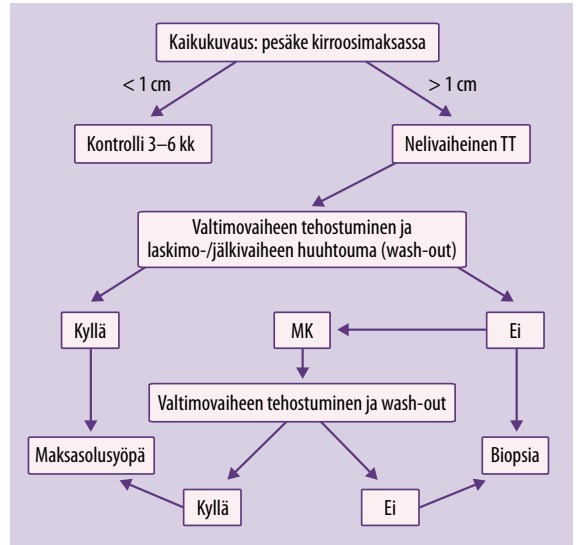 Kaikukuvaus: pesäke kirroosimaksassa
< 1 cm
> 1 cm
Kontrolli 3–6 kk
Nelivaiheinen TT
Valtimovaiheen tehostuminen ja
laskimo-/jälkivaiheen huuhtouma (wash-out)
Kyllä
MK
Ei
Valtimovaiheen tehostuminen ja wash-out
Maksasolusyöpä
Biopsia
Kyllä
Ei